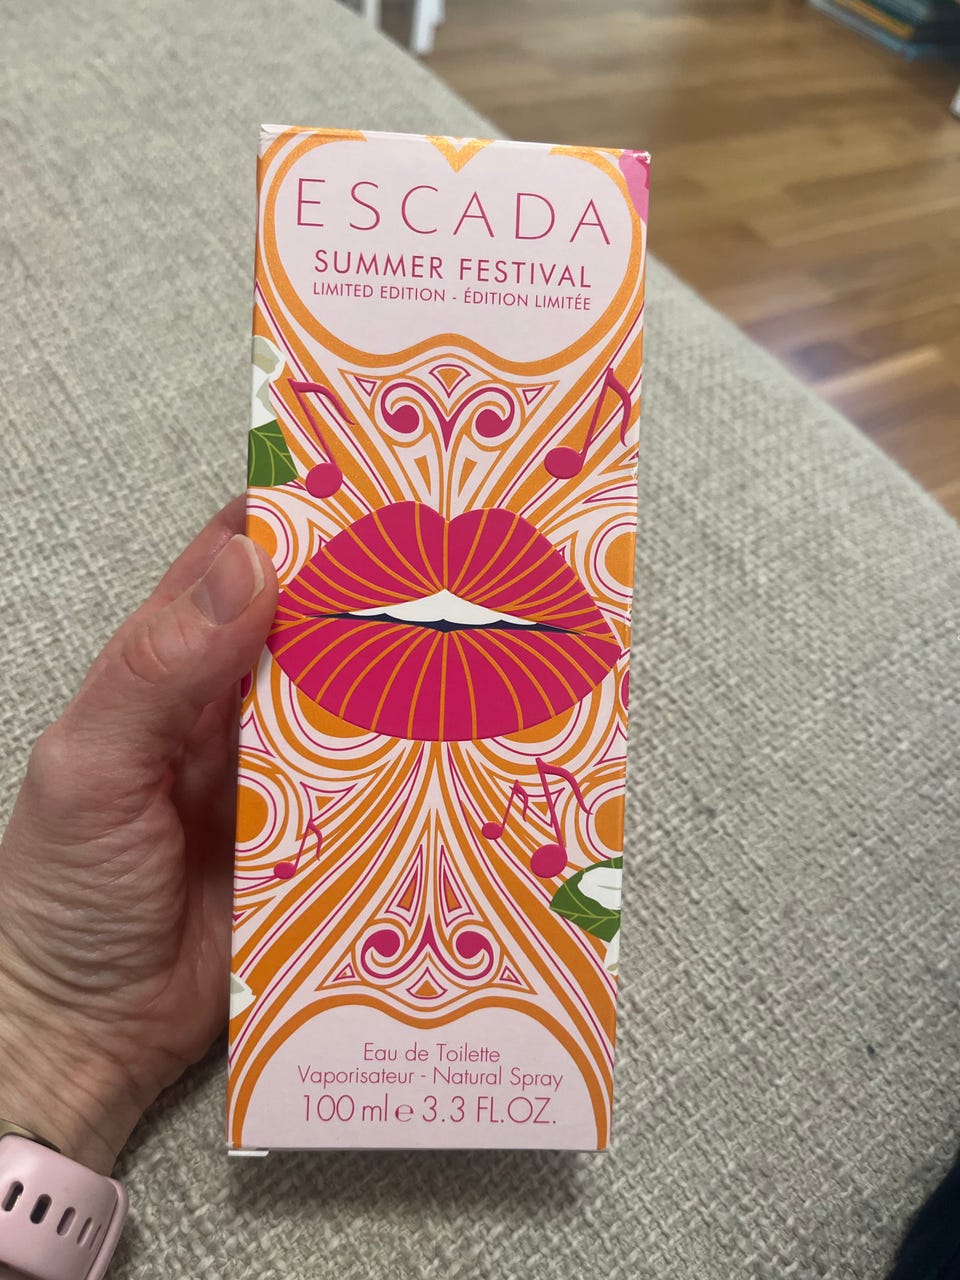 ESCADA
SUMMER FESTIVAL
LIMITED EDITION - ÉDITION LIMITÉE
Eau de Toilette
Vaporisateur - Natural Spray
100 ml e 3.3 FL.OZ.